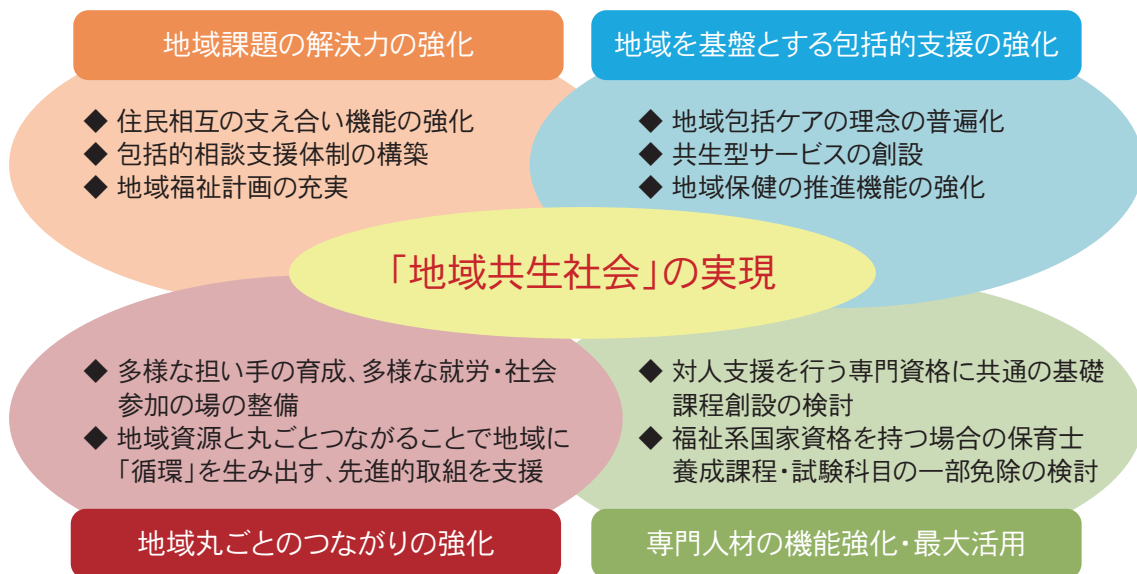 地域課題の解決力の強化
◆ 住民相互の支え合い機能の強化
◆ 包括的相談支援体制の構築
◆ 地域福祉計画の充実
地域を基盤とする包括的支援の強化
◆ 地域包括ケアの理念の普遍化
◆ 共生型サービスの創設
◆ 地域保健の推進機能の強化
「地域共生社会」の実現
◆ 多様な担い手の育成、多様な就労・社会
参加の場の整備
◆ 地域資源と丸ごとつながることで地域に
「循環」を生み出す、先進的取組を支援
地域丸ごとのつながりの強化
◆ 対人支援を行う専門資格に共通の基礎
課程創設の検討
◆ 福祉系国家資格を持つ場合の保育士
養成課程・試験科目の一部免除の検討
専門人材の機能強化・最大活用